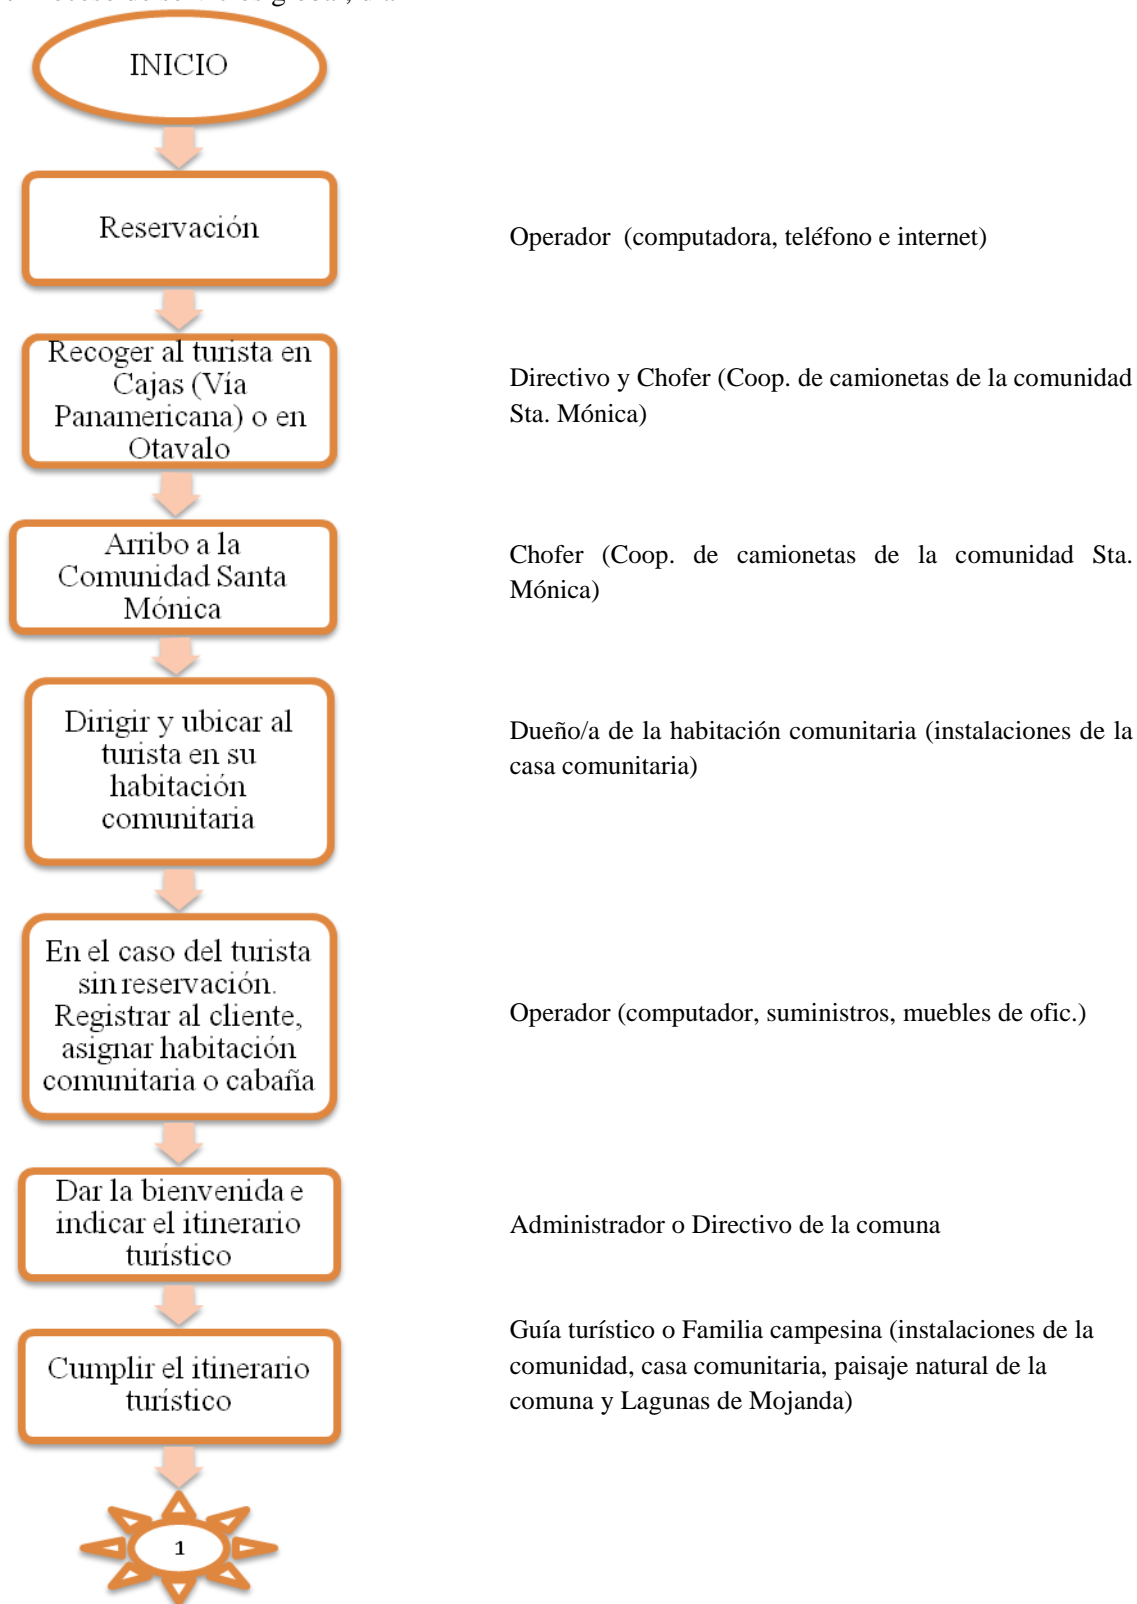 INICIO
Reservación
Operador (computadora, teléfono e internet)
Recoger al turista en
Cajas (Vía
Panamericana) o en
Otavalo
Directivo y Chofer (Coop. de camionetas de la comunidad
Sta. Mónica)
Arribo a la
Comunidad Santa
Mónica
Chofer (Coop. de camionetas de la comunidad Sta.
Mónica)
Dirigir y ubicar al
turista en su
habitación
comunitaria
Dueño/a de la habitación comunitaria (instalaciones de la
casa comunitaria)
En el caso del turista
sin reservación.
Registrar al cliente,
asignar habitación
comunitaria o cabaña
Operador (computador, suministros, muebles de ofic.)
Dar la bienvenida e
indicar el itinerario
turístico
Administrador o Directivo de la comuna
Cumplir el itinerario
turístico
Guía turístico o Familia campesina (instalaciones de la
comunidad, casa comunitaria, paisaje natural de la
comuna y Lagunas de Mojanda)
1